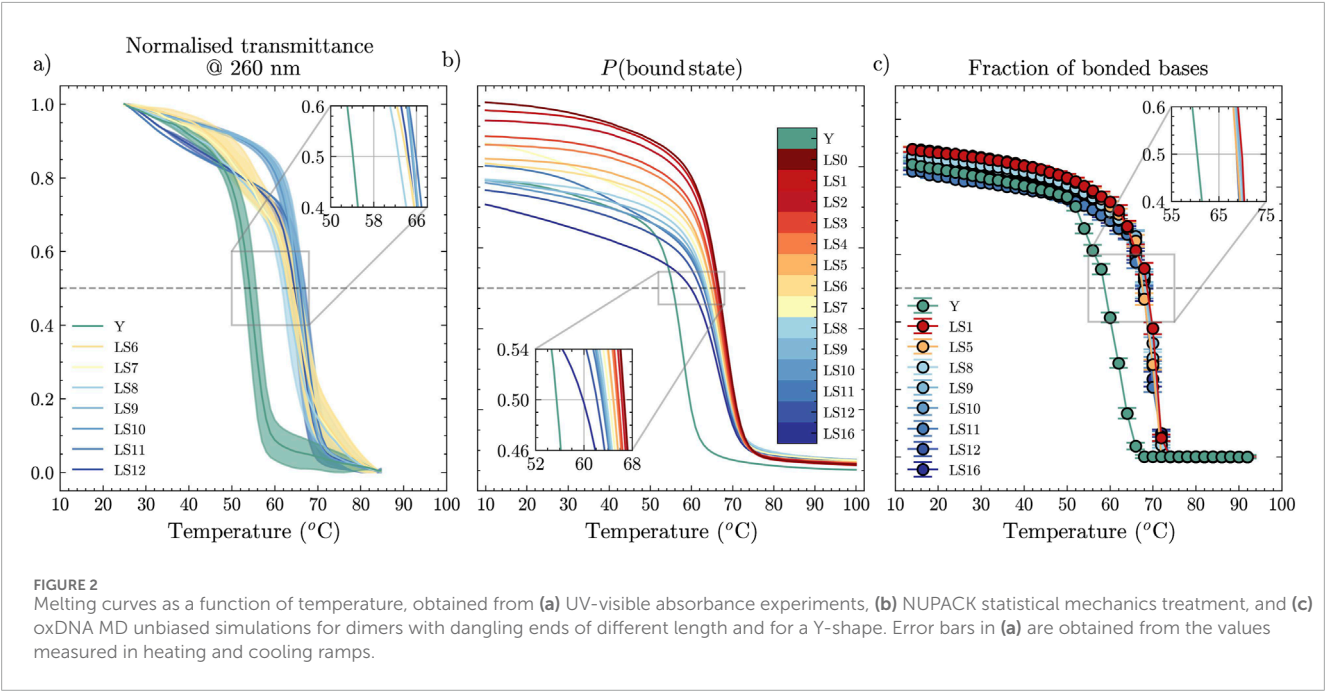 Normalised transmittance
@ 260 nm
a)
1.0
0.8
0.6
0.4
0.2
0.0
0.6
0.5
0.4
50 58 66
Y
LS6
LS7
LS8
LS9
LS10
LS11
LS12
10 20 30 40 50 60 70 80 90 100
Temperature (°C)
b)
P(bound state)
Y
LS0
LS1
LS2
LS3
LS4
LS5
LS6
LS7
LS8
LS9
LS10
LS11
LS12
LS16
0.54
0.50
0.46
52 60 68
10 20 30 40 50 60 70 80 90 100
Temperature (°C)
c)
Fraction of bonded bases
0.6
0.5
0.4
55 65 75
Y
LS1
LS5
LS8
LS9
LS10
LS11
LS12
LS16
10 20 30 40 50 60 70 80 90 100
Temperature (°C)
FIGURE 2
Melting curves as a function of temperature, obtained from (a) UV-visible absorbance experiments, (b) NUPACK statistical mechanics treatment, and (c)
oxDNA MD unbiased simulations for dimers with dangling ends of different length and for a Y-shape. Error bars in (a) are obtained from the values
measured in heating and cooling ramps.